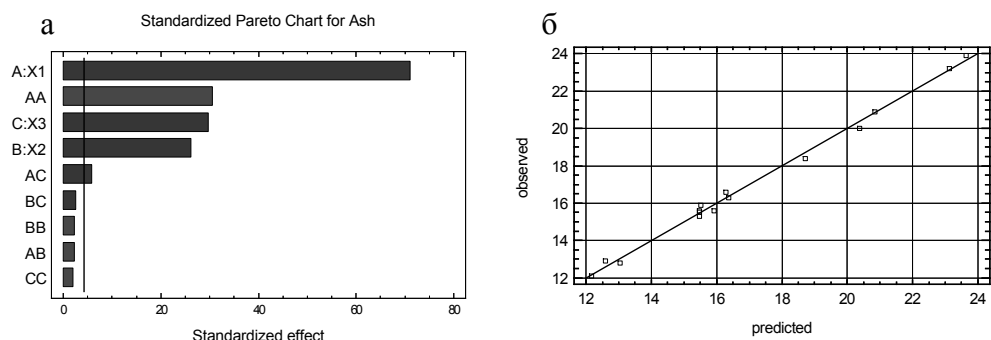 а
Standardized Pareto Chart for Ash
A:X1
AA
C:X3
B:X2
AC
BC
BB
AB
CC
0 20 40 60 80
Standardized effect
б
24
22
20
18
16
14
12
observed
12 14 16 18 20 22 24
predicted